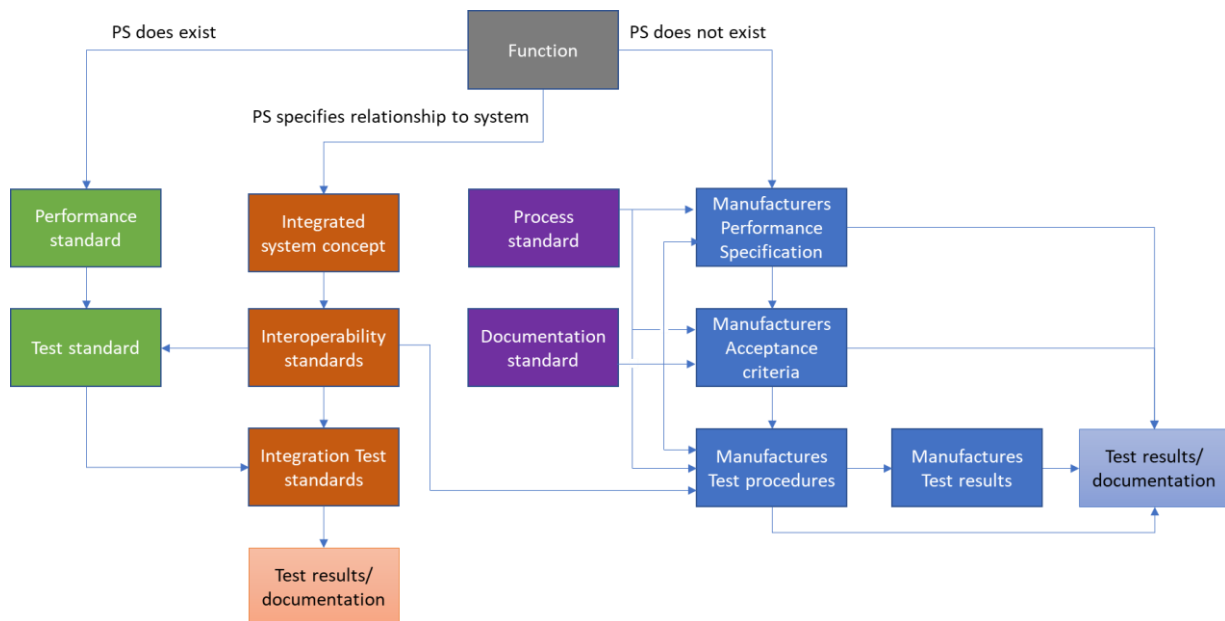 PS does exist
Function
PS does not exist
PS specifies relationship to system
Performance
standard
Integrated
system concept
Process
standard
Manufacturers
Performance
Specification
Test standard
Interoperability
standards
Documentation
standard
Manufacturers
Acceptance
criteria
Integration Test
standards
Manufactures
Test procedures
Manufactures
Test results
Test results/
documentation
Test results/
documentation